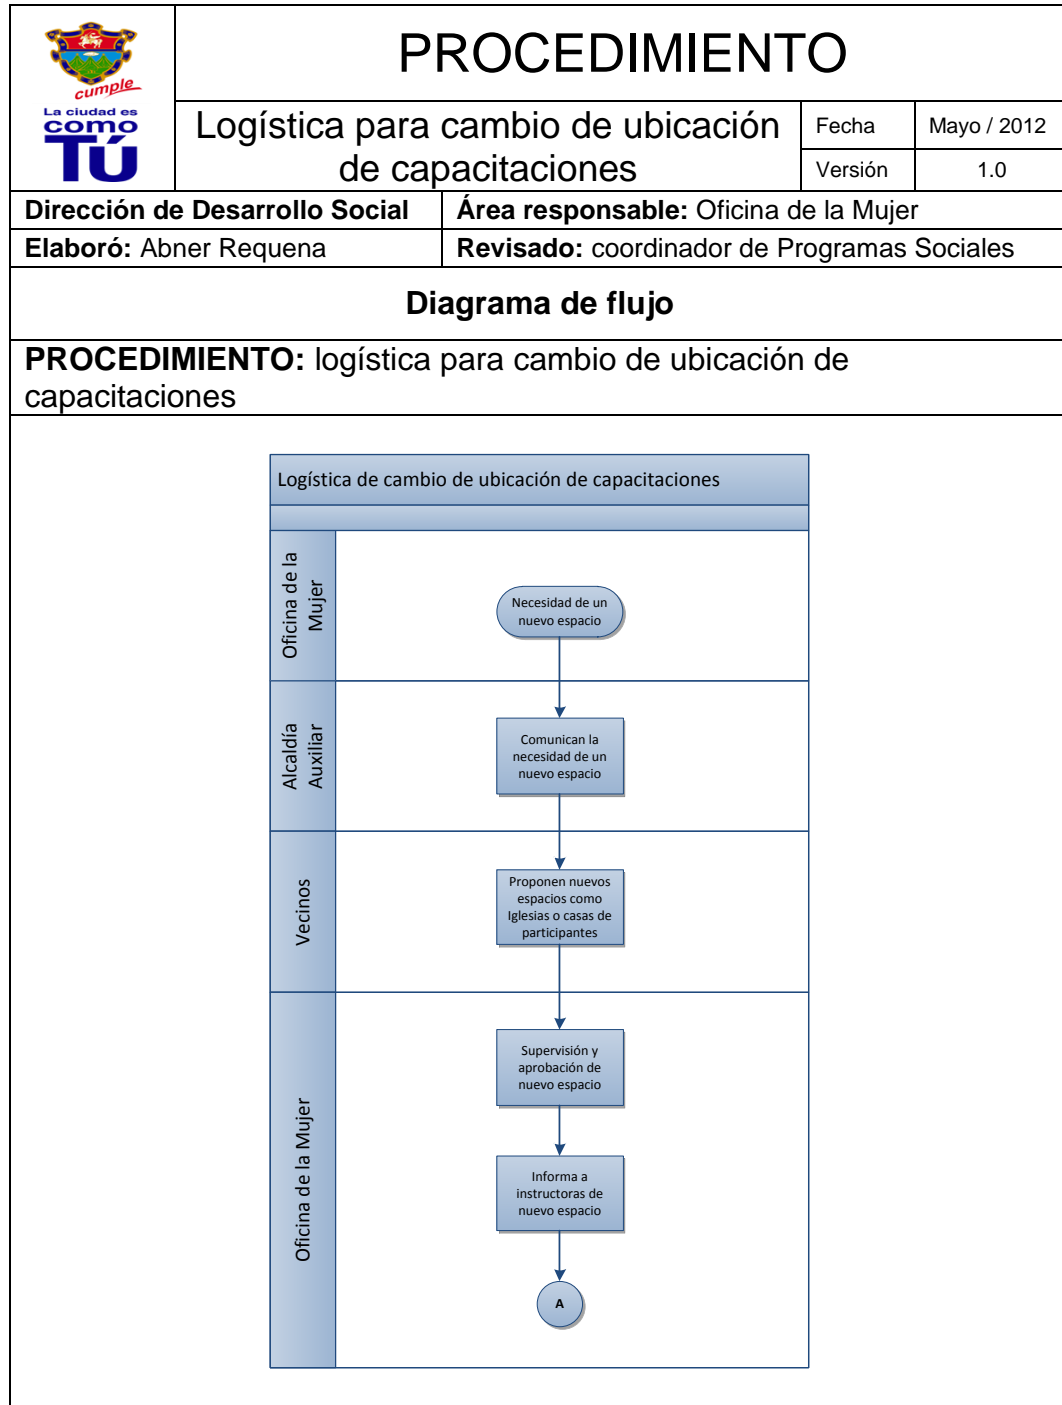 cumple
La ciudad es
como
Tú
PROCEDIMIENTO
Logística para cambio de ubicación
de capacitaciones
Fecha
Mayo / 2012
Versión
1.0
Dirección de Desarrollo Social
Área responsable: Oficina de la Mujer
Elaboró: Abner Requena
Revisado: coordinador de Programas Sociales
Diagrama de flujo
PROCEDIMIENTO: logística para cambio de ubicación de
capacitaciones
Logística de cambio de ubicación de capacitaciones
Oficina de la
Mujer
Necesidad de un
nuevo espacio
Alcaldía
Auxiliar
Comunican la
necesidad de un
nuevo espacio
Vecinos
Proponen nuevos
espacios como
Iglesias o casas de
participantes
Oficina de la Mujer
Supervisión y
aprobación de
nuevo espacio
Informa a
instructoras de
nuevo espacio
A